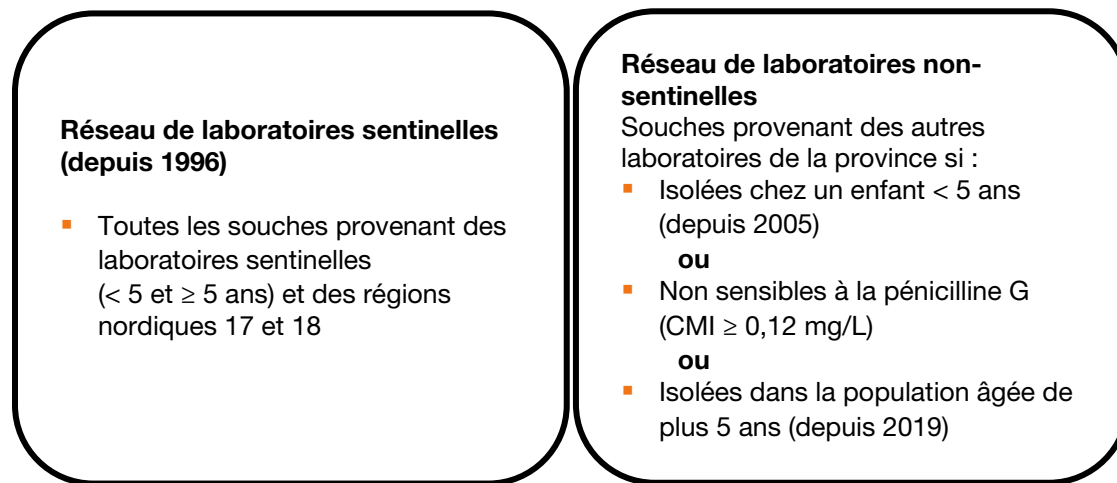 Réseau de laboratoires sentinelles
(depuis 1996)
▪ Toutes les souches provenant des
laboratoires sentinelles
(< 5 et ≥ 5 ans) et des régions
nordiques 17 et 18
Réseau de laboratoires non-
sentinelles
Souches provenant des autres
laboratoires de la province si :
▪ Isolées chez un enfant < 5 ans
(depuis 2005)
ou
▪ Non sensibles à la pénicilline G
(CMI ≥ 0,12 mg/L)
ou
▪ Isolées dans la population âgée de
plus 5 ans (depuis 2019)